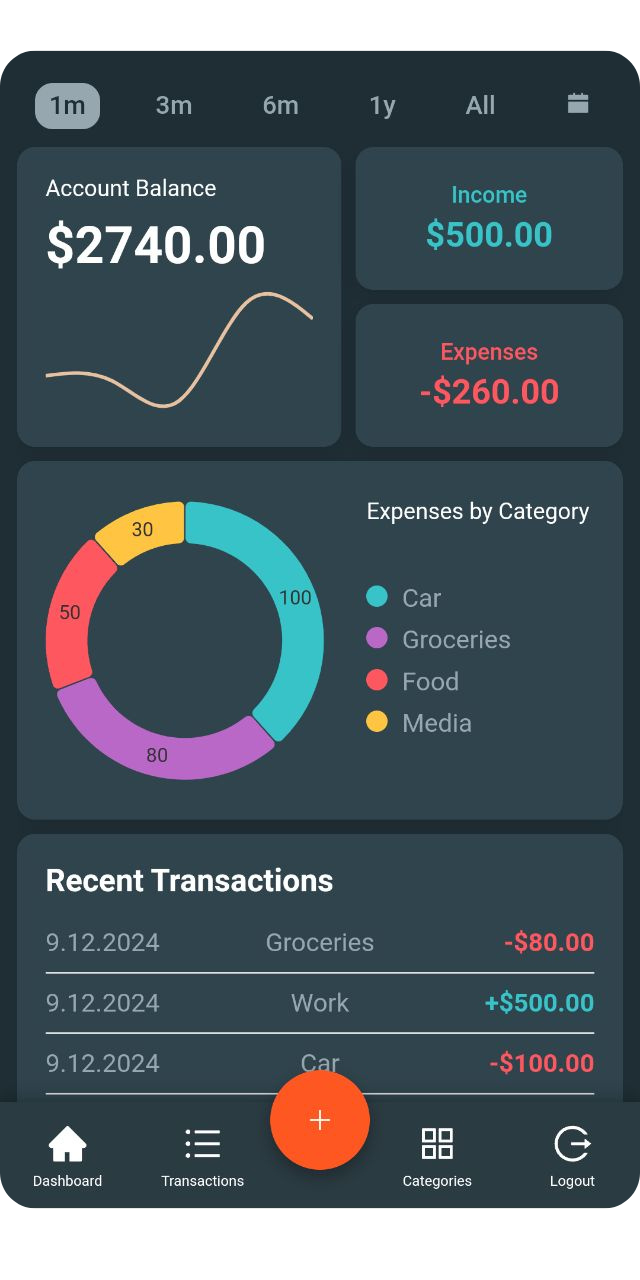 1m 3m 6m 1y All
Account Balance
$2740.00
Income
$500.00
Expenses
-$260.00
Expenses by Category
30
100
50
80
Car
Groceries
Food
Media
Recent Transactions
9.12.2024 Groceries -$80.00
9.12.2024 Work +$500.00
9.12.2024 Car -$100.00
+
Dashboard Transactions Categories Logout